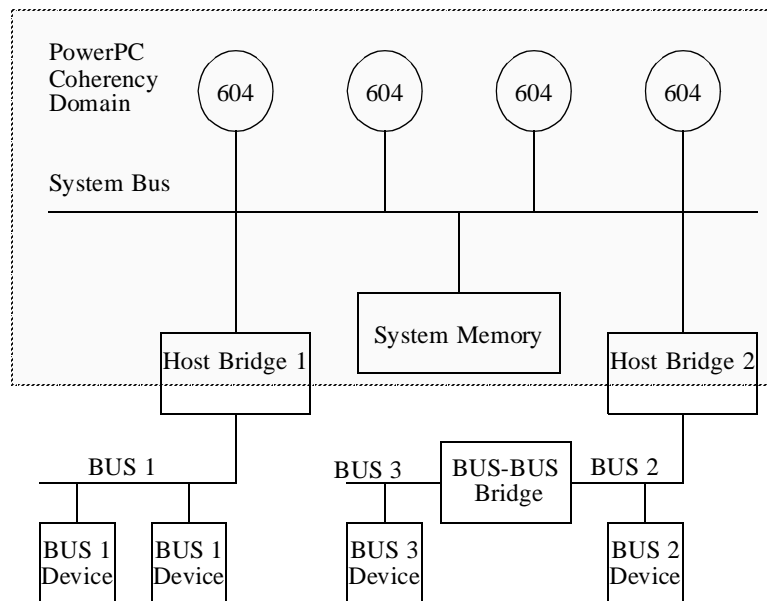 PowerPC
Coherency
Domain
604
604
604
604
System Bus
System Memory
Host Bridge 1
Host Bridge 2
BUS 1
BUS 3
BUS-BUS
Bridge
BUS 2
BUS 1
Device
BUS 1
Device
BUS 3
Device
BUS 2
Device